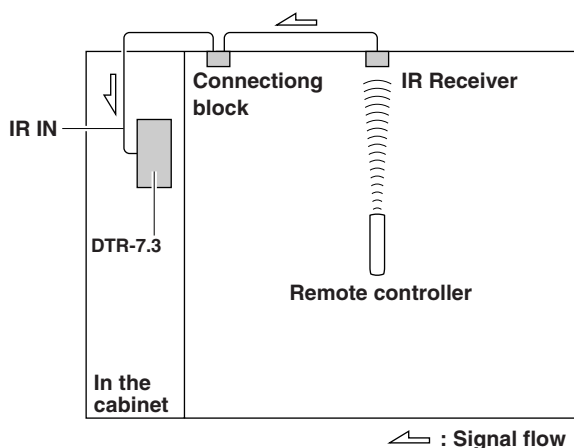 Connectiong
block
IR Receiver
IR IN
DTR-7.3
Remote controller
In the
cabinet
: Signal flow